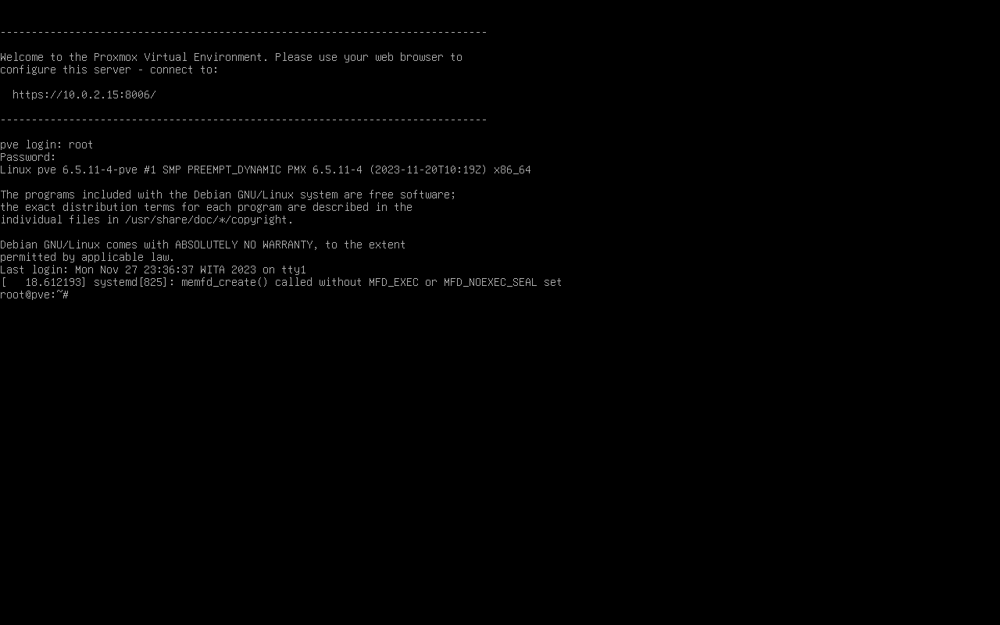 ------------------------------------------------------------------------------
Welcome to the Proxmox Virtual Environment. Please use your web browser to
configure this server - connect to:
  https://10.0.2.15:8006/
------------------------------------------------------------------------------
pve login: root
Password:
Linux pve 6.5.11-4-pve #1 SMP PREEMPT_DYNAMIC PMX 6.5.11-4 (2023-11-20T10:19Z) x86_64
The programs included with the Debian GNU/Linux system are free software;
the exact distribution terms for each program are described in the
individual files in /usr/share/doc/*/copyright.
Debian GNU/Linux comes with ABSOLUTELY NO WARRANTY, to the extent
permitted by applicable law.
Last login: Mon Nov 27 23:36:37 WITA 2023 on tty1
[   18.612193] systemd[825]: memfd_create() called without MFD_EXEC or MFD_NOEXEC_SEAL set
root@pve:~#